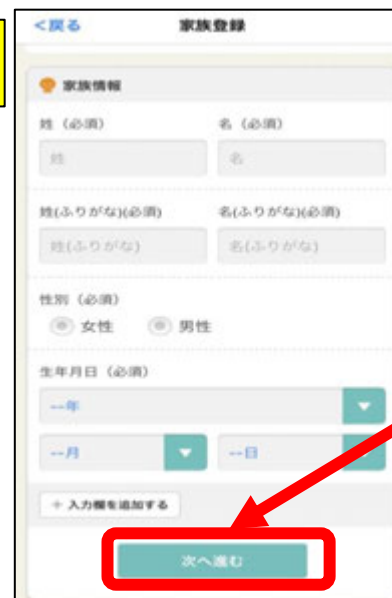 <戻る 家族登録
家族情報
姓（必須） 名（必須）
姓 名
姓(ふりがな)(必須) 名(ふりがな)(必須)
姓(ふりがな) 名(ふりがな)
性別（必須）
女性 男性
生年月日（必須）
--年
--月 --日
+ 入力欄を追加する
次へ進む